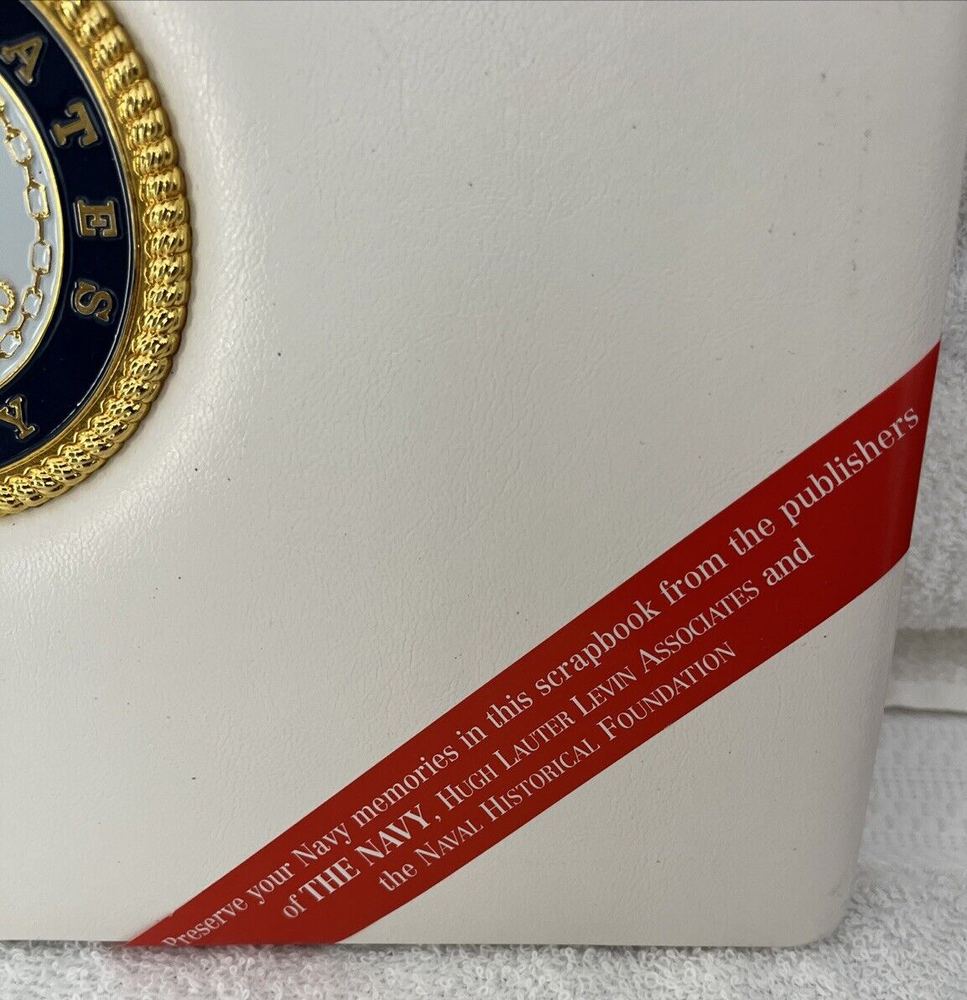 ATES
Y
Preserve your Navy memories in this scrapbook from the publishers
of THE NAVY, HUGH LAUTER LEVIN ASSOCIATES and
the NAVAL HISTORICAL FOUNDATION